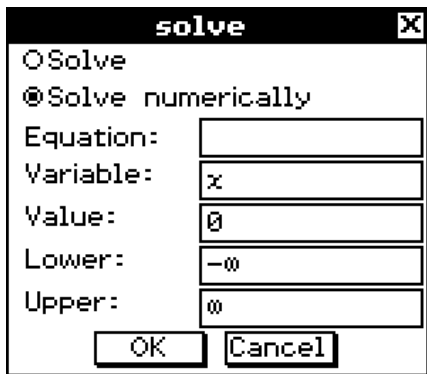 solve
Solve
Solve numerically
Equation:
Variable: x
Value: 0
Lower: -∞
Upper: ∞
OK Cancel